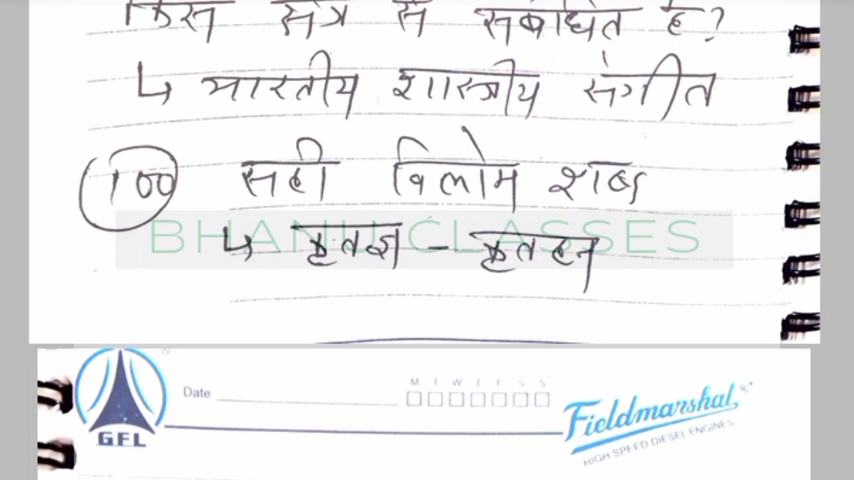 किस क्षेत्र से संबंधित है?
↳ भारतीय शास्त्रीय संगीत
100 सही विलोम शब्द
BHANU CLASSES
↳ कृतज्ञ - कृतघ्न
Date M T W T F S S
Fieldmarshal
HIGH SPEED DIESEL ENGINES
GFL